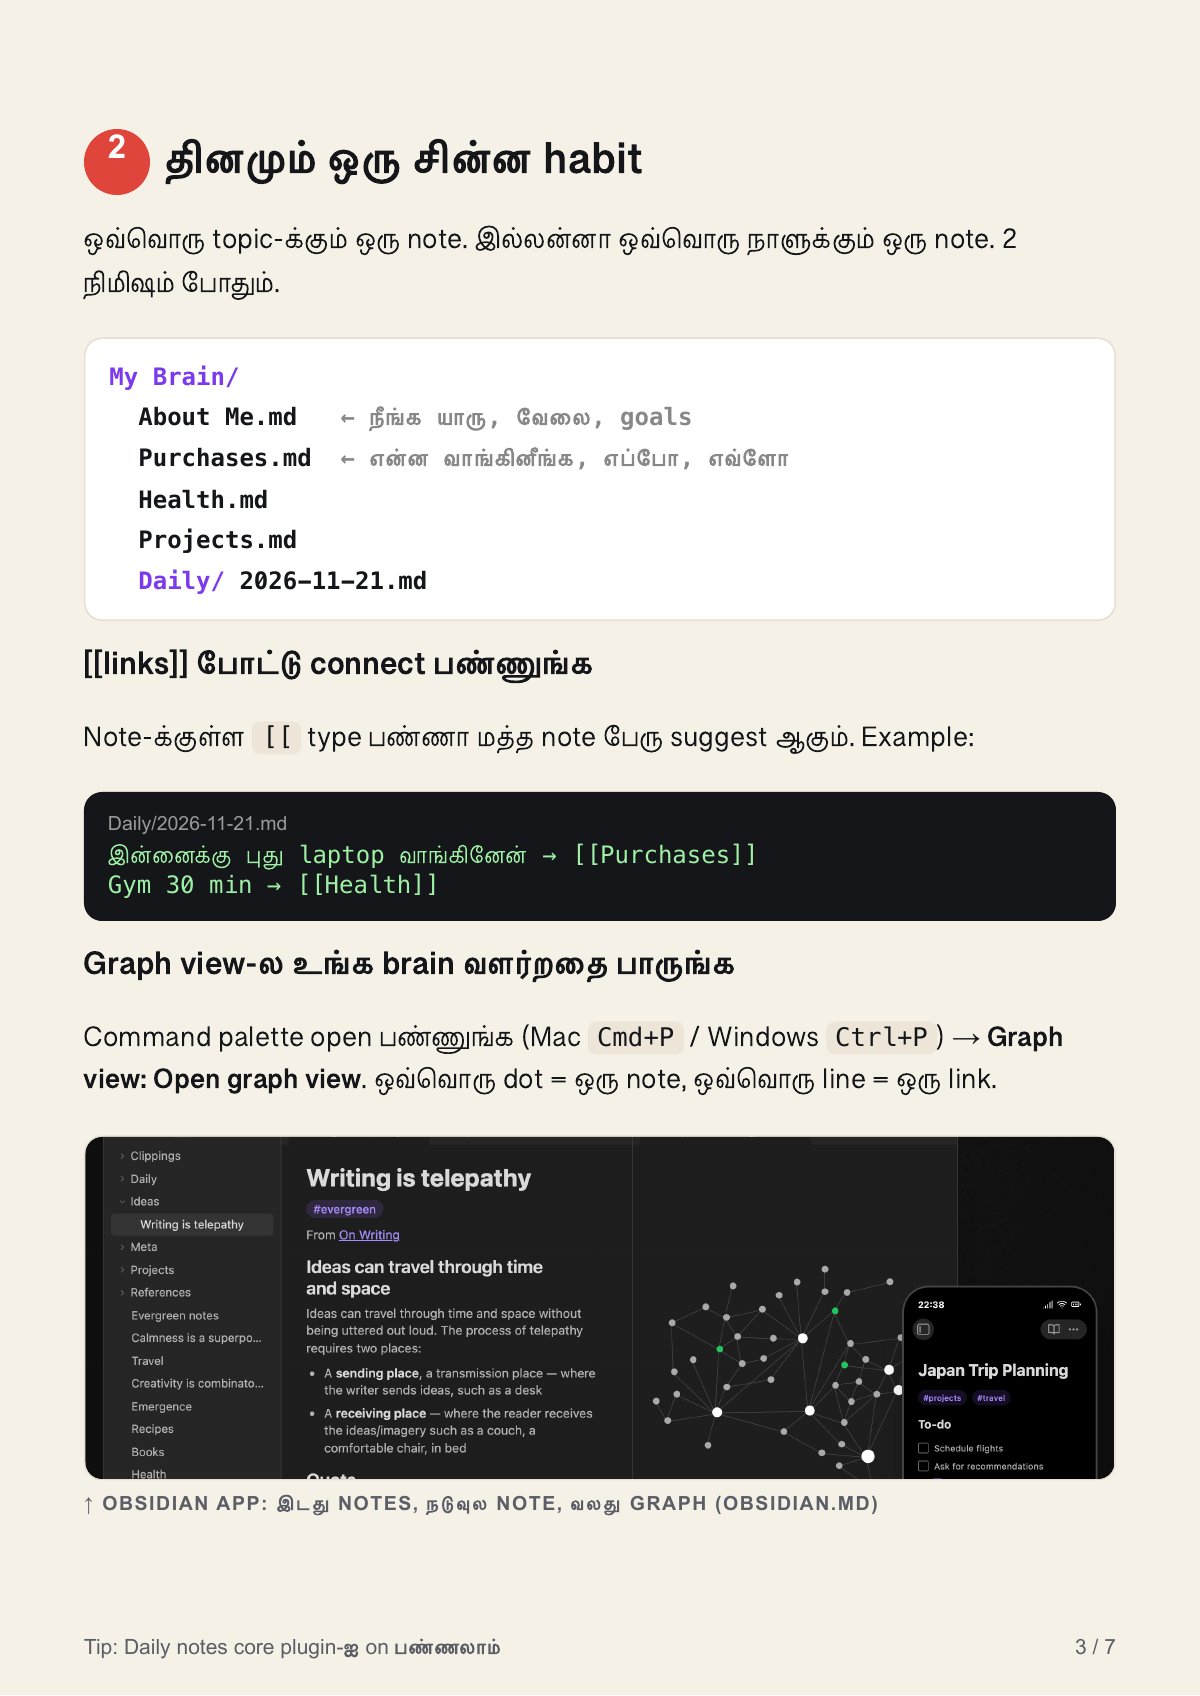 2
தினமும் ஒரு சின்ன habit
ஒவ்வொரு topic-க்கும் ஒரு note. இல்லன்னா ஒவ்வொரு நாளுக்கும் ஒரு note. 2
நிமிஷம் போதும்.
My Brain/
About Me.md ← நீங்க யாரு, வேலை, goals
Purchases.md ← என்ன வாங்கினீங்க, எப்போ, எவ்ளோ
Health.md
Projects.md
Daily/ 2026-11-21.md
[[links]] போட்டு connect பண்ணுங்க
Note-க்குள்ள [[ type பண்ணா மத்த note பேரு suggest ஆகும். Example:
Daily/2026-11-21.md
இன்னைக்கு புது laptop வாங்கினேன் → [[Purchases]]
Gym 30 min → [[Health]]
Graph view-ல உங்க brain வளர்றதை பாருங்க
Command palette open பண்ணுங்க (Mac Cmd+P / Windows Ctrl+P) → Graph
view: Open graph view. ஒவ்வொரு dot = ஒரு note, ஒவ்வொரு line = ஒரு link.
Clippings
Daily
Ideas
Writing is telepathy
Meta
Projects
References
Evergreen notes
Calmness is a superpo...
Travel
Creativity is combinato...
Emergence
Recipes
Books
Health
Writing is telepathy
#evergreen
From On Writing
Ideas can travel through time
and space
Ideas can travel through time and space without
being uttered out loud. The process of telepathy
requires two places:
• A sending place, a transmission place — where
the writer sends ideas, such as a desk
• A receiving place — where the reader receives
the ideas/imagery such as a couch, a
comfortable chair, in bed
Quote
22:38
Japan Trip Planning
#projects #travel
To-do
Schedule flights
Ask for recommendations
↑ OBSIDIAN APP: இடது NOTES, நடுவுல NOTE, வலது GRAPH (OBSIDIAN.MD)
Tip: Daily notes core plugin-ஐ on பண்ணலாம்
3 / 7